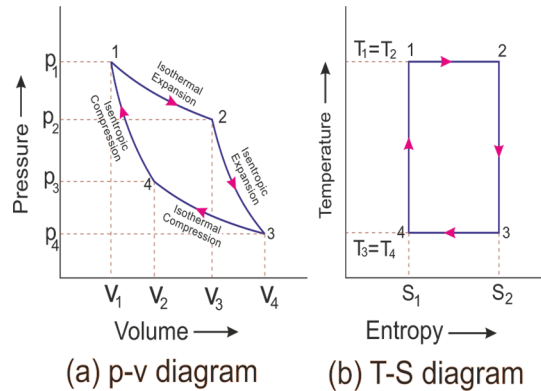 p1
p2
p3
p4
Pressure
1
2
3
4
Isothermal
Expansion
Isentropic
Compression
Isentropic
Expansion
Isothermal
Compression
V1
V2
V3
V4
Volume
(a) p-v diagram
T1=T2
T3=T4
Temperature
1
2
3
4
S1
S2
Entropy
(b) T-S diagram